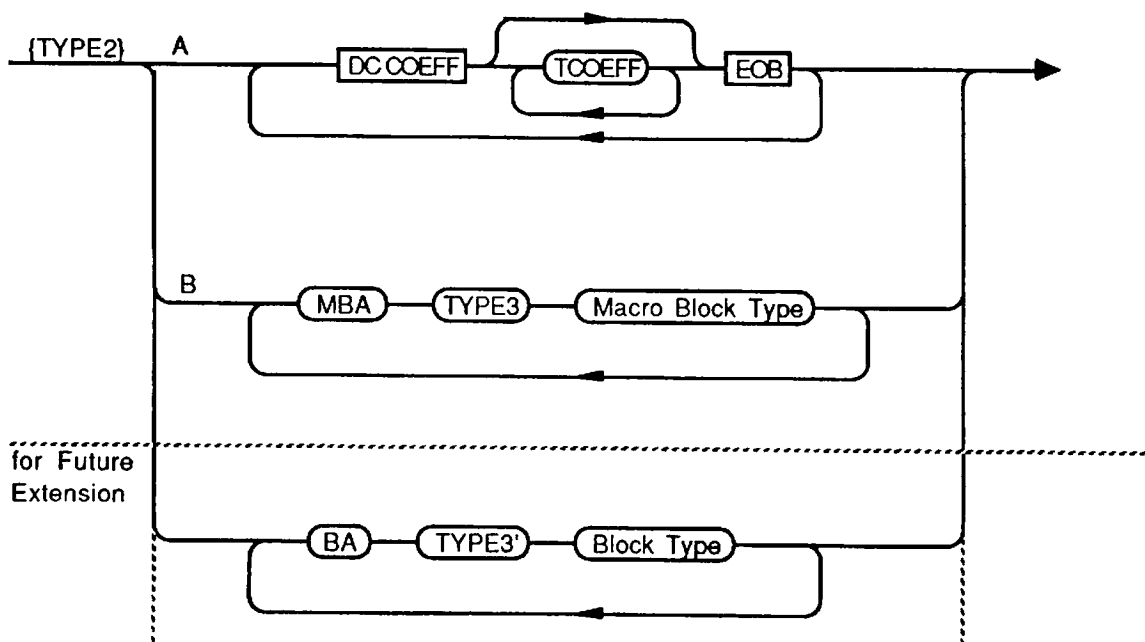 {TYPE2} A
DC COEFF TCOEFF EOB
B
MBA TYPE3 Macro Block Type
for Future
Extension
BA TYPE3' Block Type